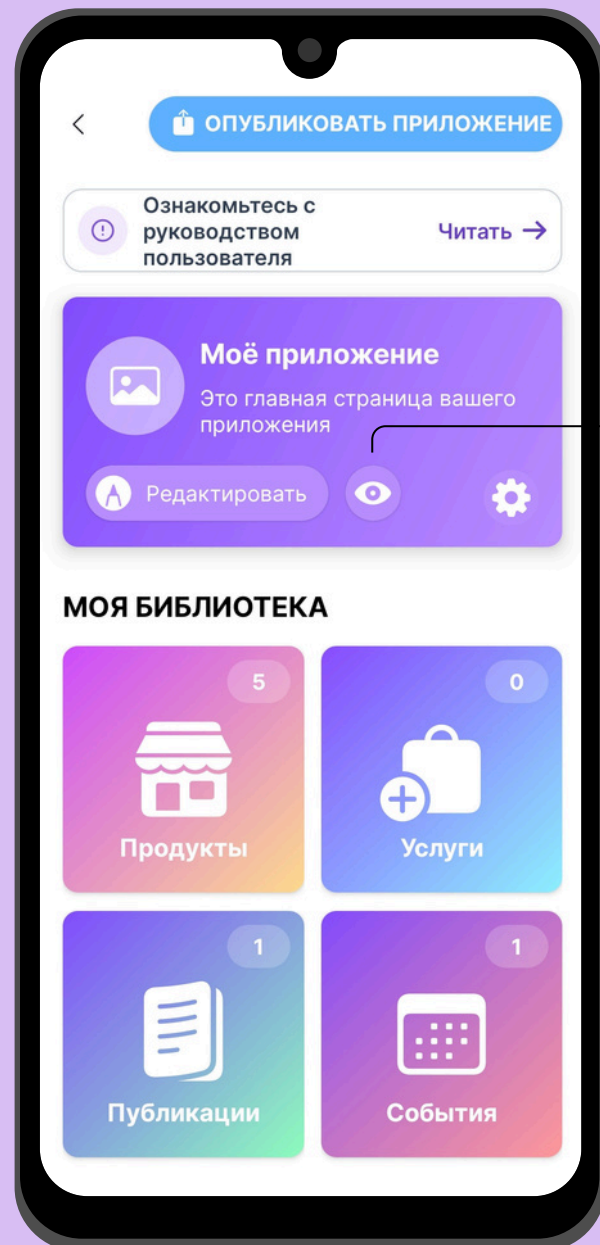 ОПУБЛИКОВАТЬ ПРИЛОЖЕНИЕ
Ознакомьтесь с
руководством
пользователя
Читать
Моё приложение
Это главная страница вашего
приложения
Редактировать
МОЯ БИБЛИОТЕКА
5
0
Продукты
Услуги
1
1
Публикации
События